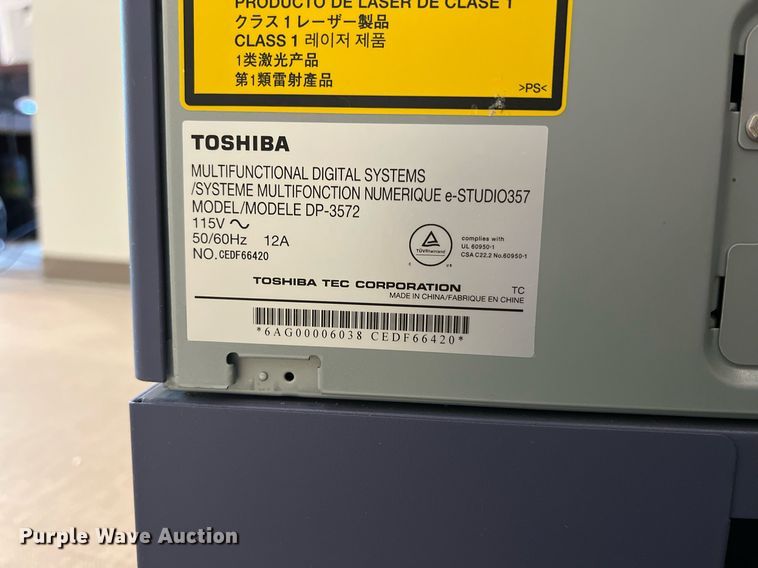 PRODUCTO DE LASER DE CLASE 1
クラス1レーザー製品
CLASS 1 레이저 제품
1类激光产品
第1類雷射產品
>PS<
TOSHIBA
MULTIFUNCTIONAL DIGITAL SYSTEMS
/SYSTEME MULTIFONCTION NUMERIQUE e-STUDIO357
MODEL/MODELE DP-3572
115V ~
50/60Hz 12A
NO. CEDF66420
TÜVRheinland
C US
complies with
UL 60950-1
CSA C22.2 No.60950-1
TOSHIBA TEC CORPORATION TC
MADE IN CHINA/FABRIQUE EN CHINE
*6AG00006038 CEDF66420*
Purple Wave Auction